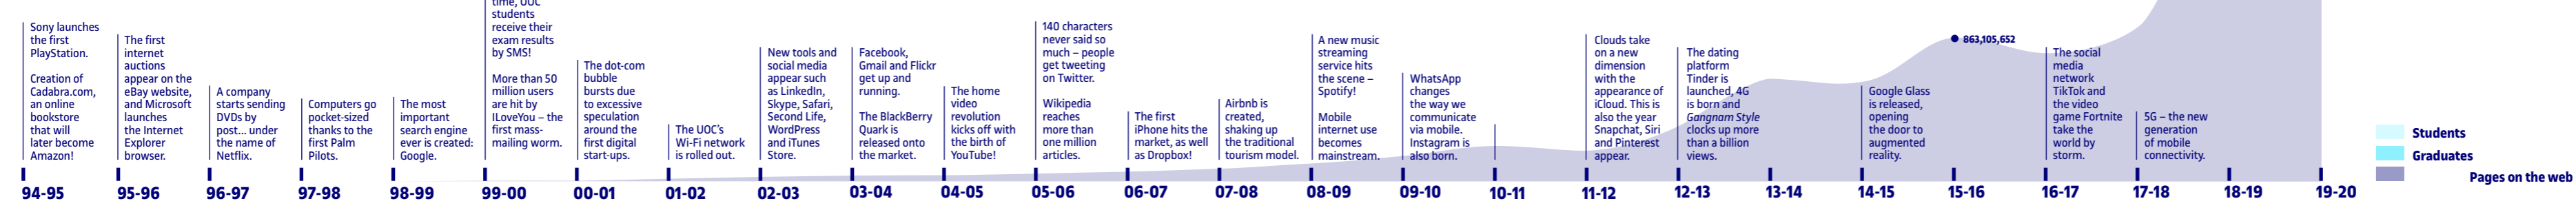 Sony launches
the first
PlayStation.
Creation of
Cadabra.com,
an online
bookstore
that will
later become
Amazon!
The first
internet
auctions
appear on the
eBay website,
and Microsoft
launches
the Internet
Explorer
browser.
A company
starts sending
DVDs by
post... under
the name of
Netflix.
Computers go
pocket-sized
thanks to the
first Palm
Pilots.
The most
important
search engine
ever is created:
Google.
time, UOC
students
receive their
exam results
by SMS!
More than 50
million users
are hit by
ILoveYou – the
first mass-
mailing worm.
The dot-com
bubble
bursts due
to excessive
speculation
around the
first digital
start-ups.
The UOC's
Wi-Fi network
is rolled out.
New tools and
social media
appear such
as LinkedIn,
Skype, Safari,
Second Life,
WordPress
and iTunes
Store.
Facebook,
Gmail and Flickr
get up and
running.
The BlackBerry
Quark is
released onto
the market.
The home
video
revolution
kicks off with
the birth of
YouTube!
140 characters
never said so
much – people
get tweeting
on Twitter.
Wikipedia
reaches
more than
one million
articles.
The first
iPhone hits the
market, as well
as Dropbox!
Airbnb is
created,
shaking up
the traditional
tourism model.
A new music
streaming
service hits
the scene –
Spotify!
Mobile
internet use
becomes
mainstream.
WhatsApp
changes
the way we
communicate
via mobile.
Instagram is
also born.
Clouds take
on a new
dimension
with the
appearance of
iCloud. This is
also the year
Snapchat, Siri
and Pinterest
appear.
The dating
platform
Tinder is
launched, 4G
is born and
Gangnam Style
clocks up more
than a billion
views.
Google Glass
is released,
opening
the door to
augmented
reality.
863,105,652
The social
media
network
TikTok and
the video
game Fortnite
take the
world by
storm.
5G – the new
generation
of mobile
connectivity.
94-95
95-96
96-97
97-98
98-99
99-00
00-01
01-02
02-03
03-04
04-05
05-06
06-07
07-08
08-09
09-10
10-11
11-12
12-13
13-14
14-15
15-16
16-17
17-18
18-19
19-20
Students
Graduates
Pages on the web